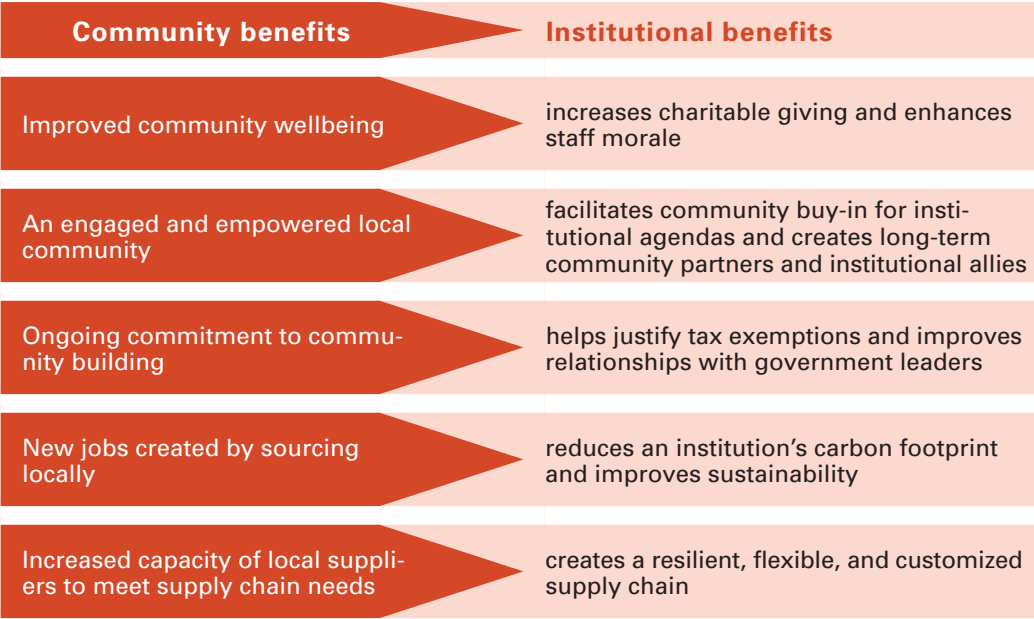 Community benefits
Institutional benefits
Improved community wellbeing
increases charitable giving and enhances
staff morale
An engaged and empowered local
community
facilitates community buy-in for insti-
tutional agendas and creates long-term
community partners and institutional allies
Ongoing commitment to commu-
nity building
helps justify tax exemptions and improves
relationships with government leaders
New jobs created by sourcing
locally
reduces an institution’s carbon footprint
and improves sustainability
Increased capacity of local suppli-
ers to meet supply chain needs
creates a resilient, flexible, and customized
supply chain